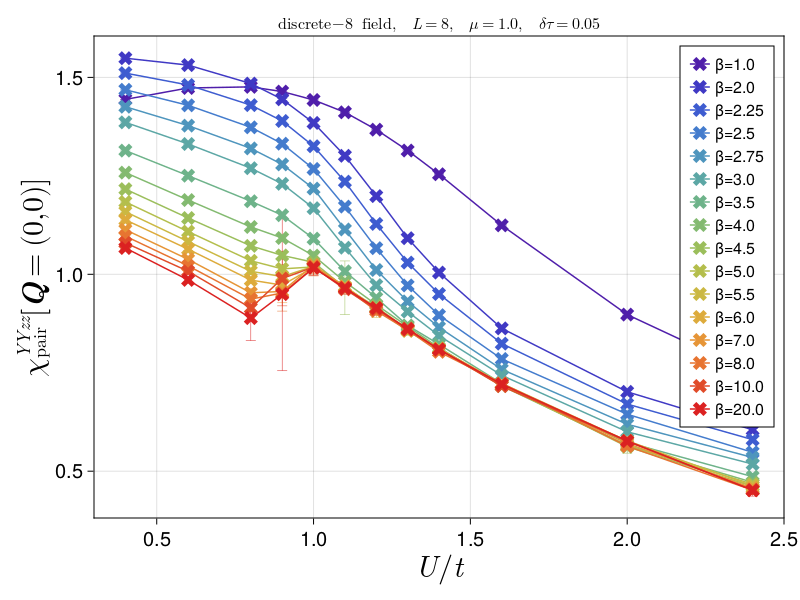 discrete−8 field, L = 8, μ = 1.0, δτ = 0.05
χ_pair^{YYzz}[Q = (0,0)]
1.5
1.0
0.5
β=1.0
β=2.0
β=2.25
β=2.5
β=2.75
β=3.0
β=3.5
β=4.0
β=4.5
β=5.0
β=5.5
β=6.0
β=7.0
β=8.0
β=10.0
β=20.0
0.5 1.0 1.5 2.0 2.5
U/t